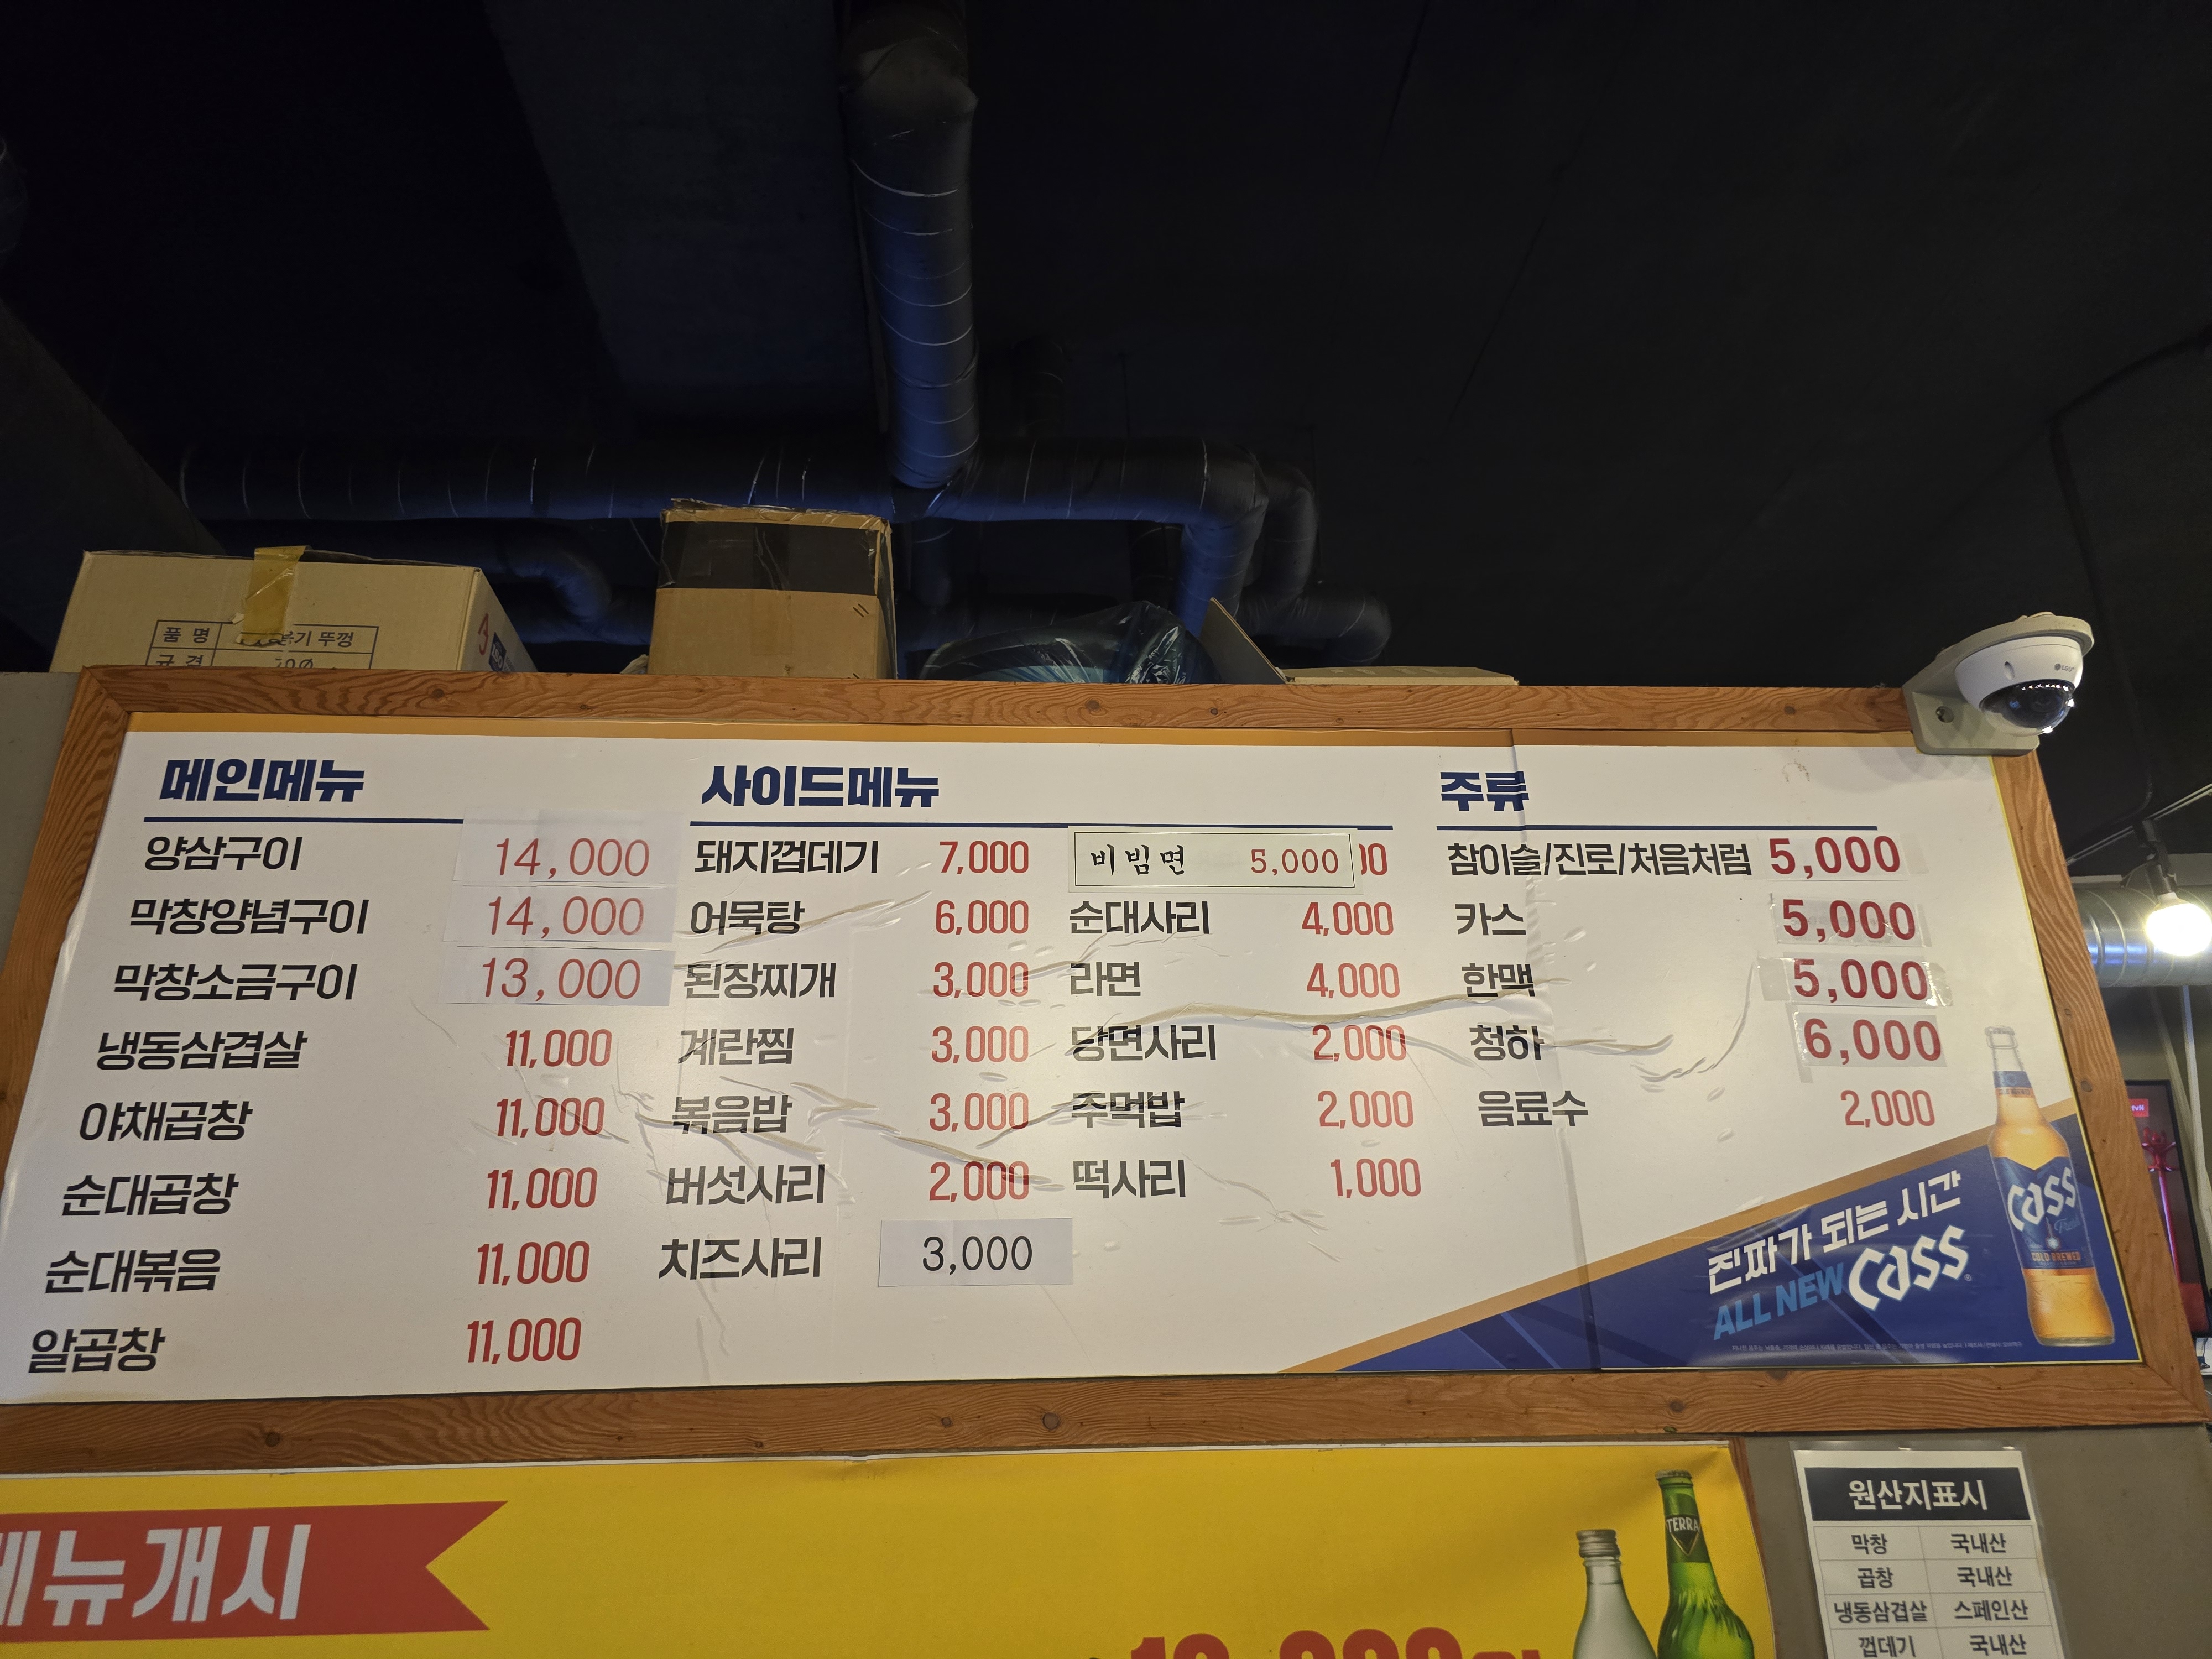 품 명 용기 뚜껑
규 격
메인메뉴
양삼구이 14,000
막창양념구이 14,000
막창소금구이 13,000
냉동삼겹살 11,000
야채곱창 11,000
순대곱창 11,000
순대볶음 11,000
알곱창 11,000
사이드메뉴
돼지껍데기 7,000
어묵탕 6,000
된장찌개 3,000
계란찜 3,000
볶음밥 3,000
버섯사리 2,000
치즈사리 3,000
비빔면 5,000
순대사리 4,000
라면 4,000
당면사리 2,000
주먹밥 2,000
떡사리 1,000
주류
참이슬/진로/처음처럼 5,000
카스 5,000
한맥 5,000
청하 6,000
음료수 2,000
진짜가 되는 시간
ALL NEW Cass
Cass
Fresh
COLD BREWED
메뉴개시
TERRA
원산지표시
막창 국내산
곱창 국내산
냉동삼겹살 스페인산
껍데기 국내산